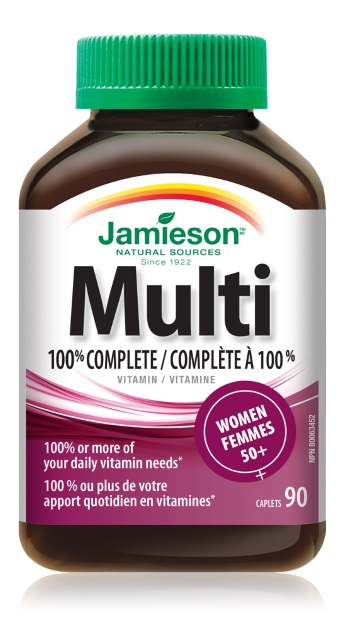 Jamieson™
NATURAL SOURCES
Since 1922
Multi
100% COMPLETE / COMPLÈTE À 100 %
VITAMIN / VITAMINE
WOMEN
FEMMES
50+
+
100% or more of
your daily vitamin needs*
100 % ou plus de votre
apport quotidien en vitamines*
CAPLETS 90
NPN 80063452